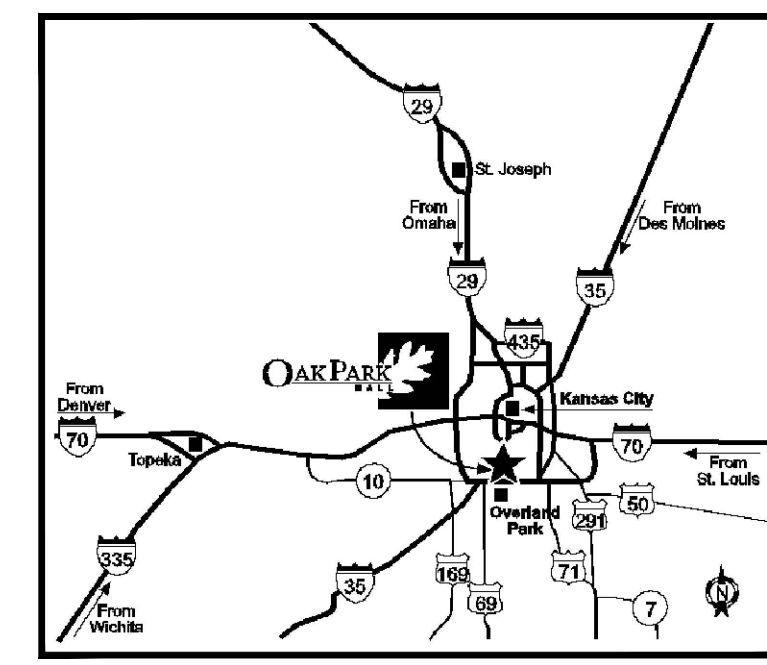 29
St. Joseph
From
Omaha
From
Des Moines
29
35
435
OAK PARK
MALL
Kansas City
From
Denver
70
Topeka
70
From
St. Louis
10
Overland
Park
50
291
335
35
169
71
69
7
From
Wichita
N